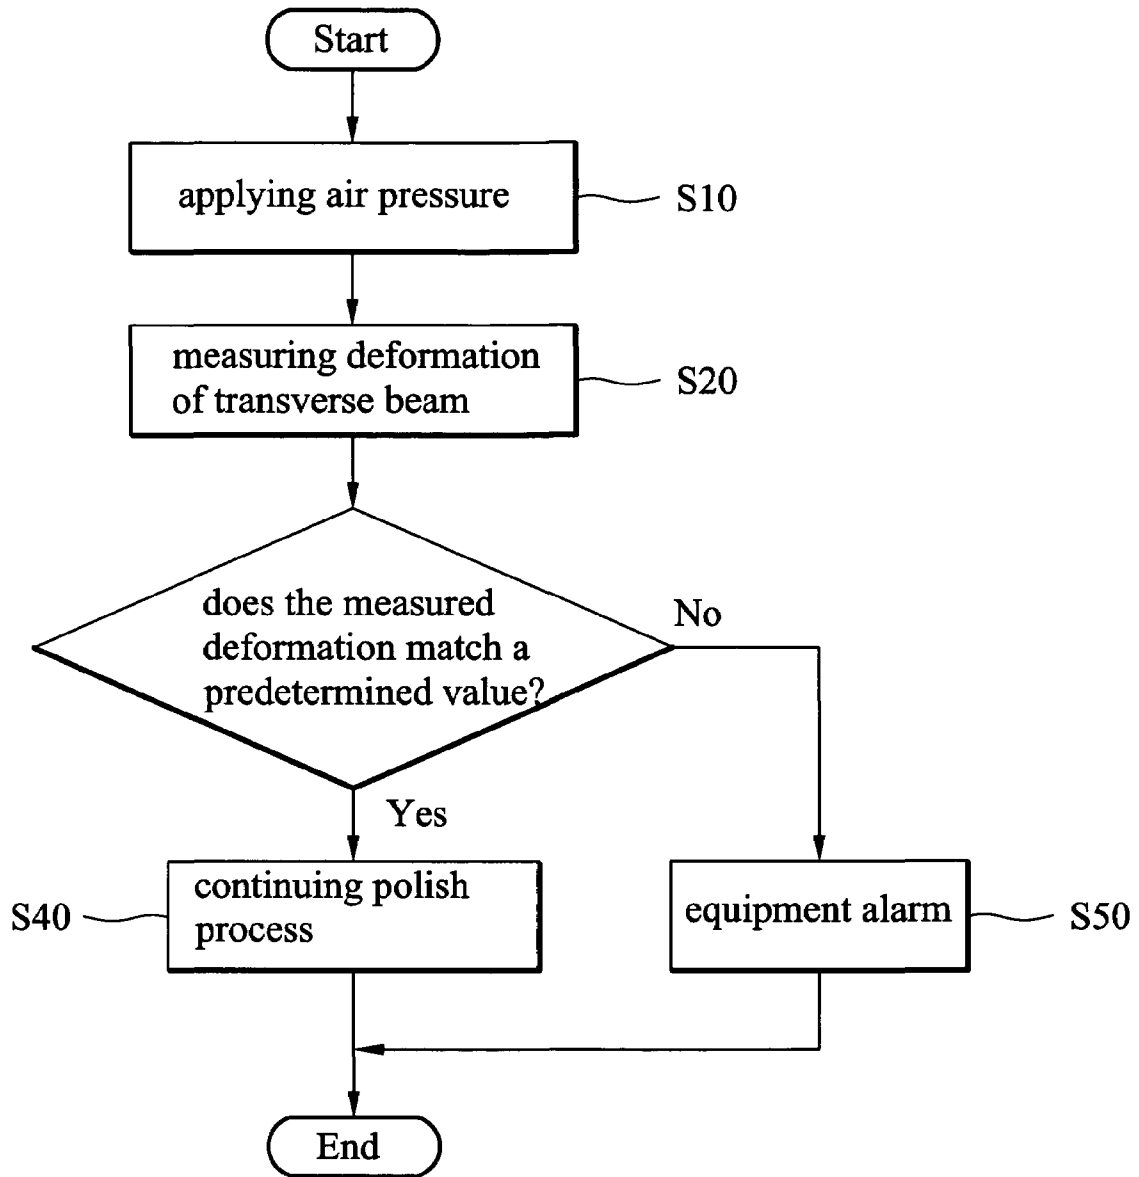 Start
applying air pressure
S10
measuring deformation
of transverse beam
S20
does the measured
deformation match a
predetermined value?
No
Yes
S40
continuing polish
process
equipment alarm
S50
End